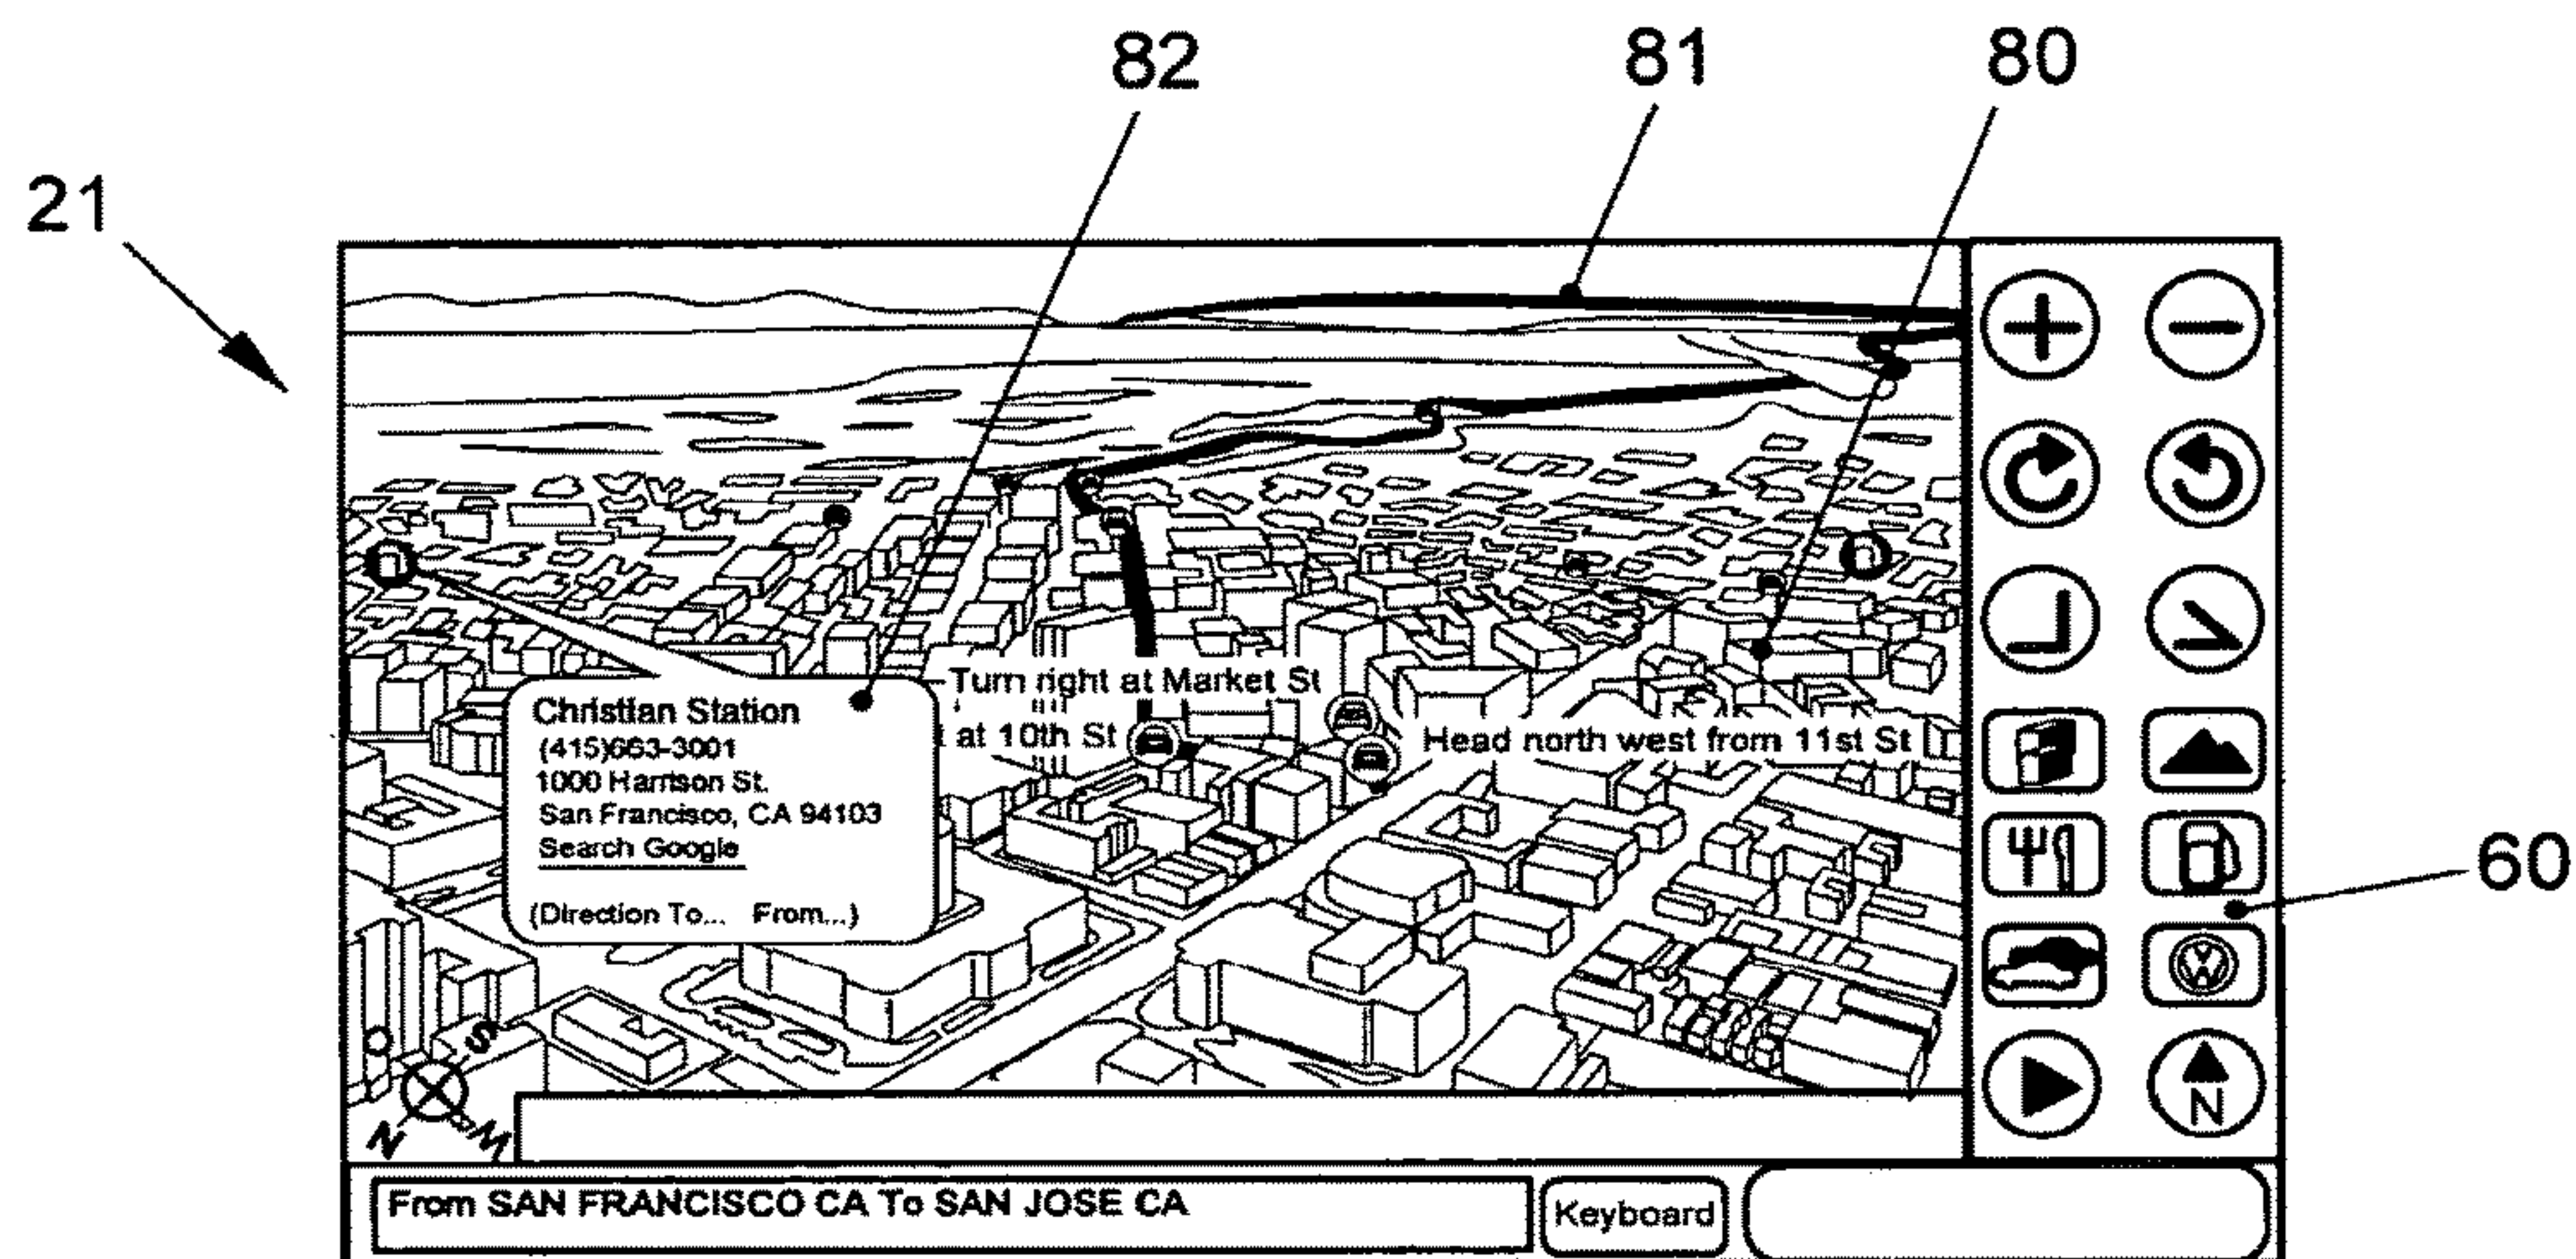 82
81
80
21
Turn right at Market St
at 10th St
Head north west from 11st St
Christian Station
(415)663-3001
1000 Harrison St.
San Francisco, CA 94103
Search Google
(Direction To... From...)
60
S
N
N
From SAN FRANCISCO CA To SAN JOSE CA
Keyboard